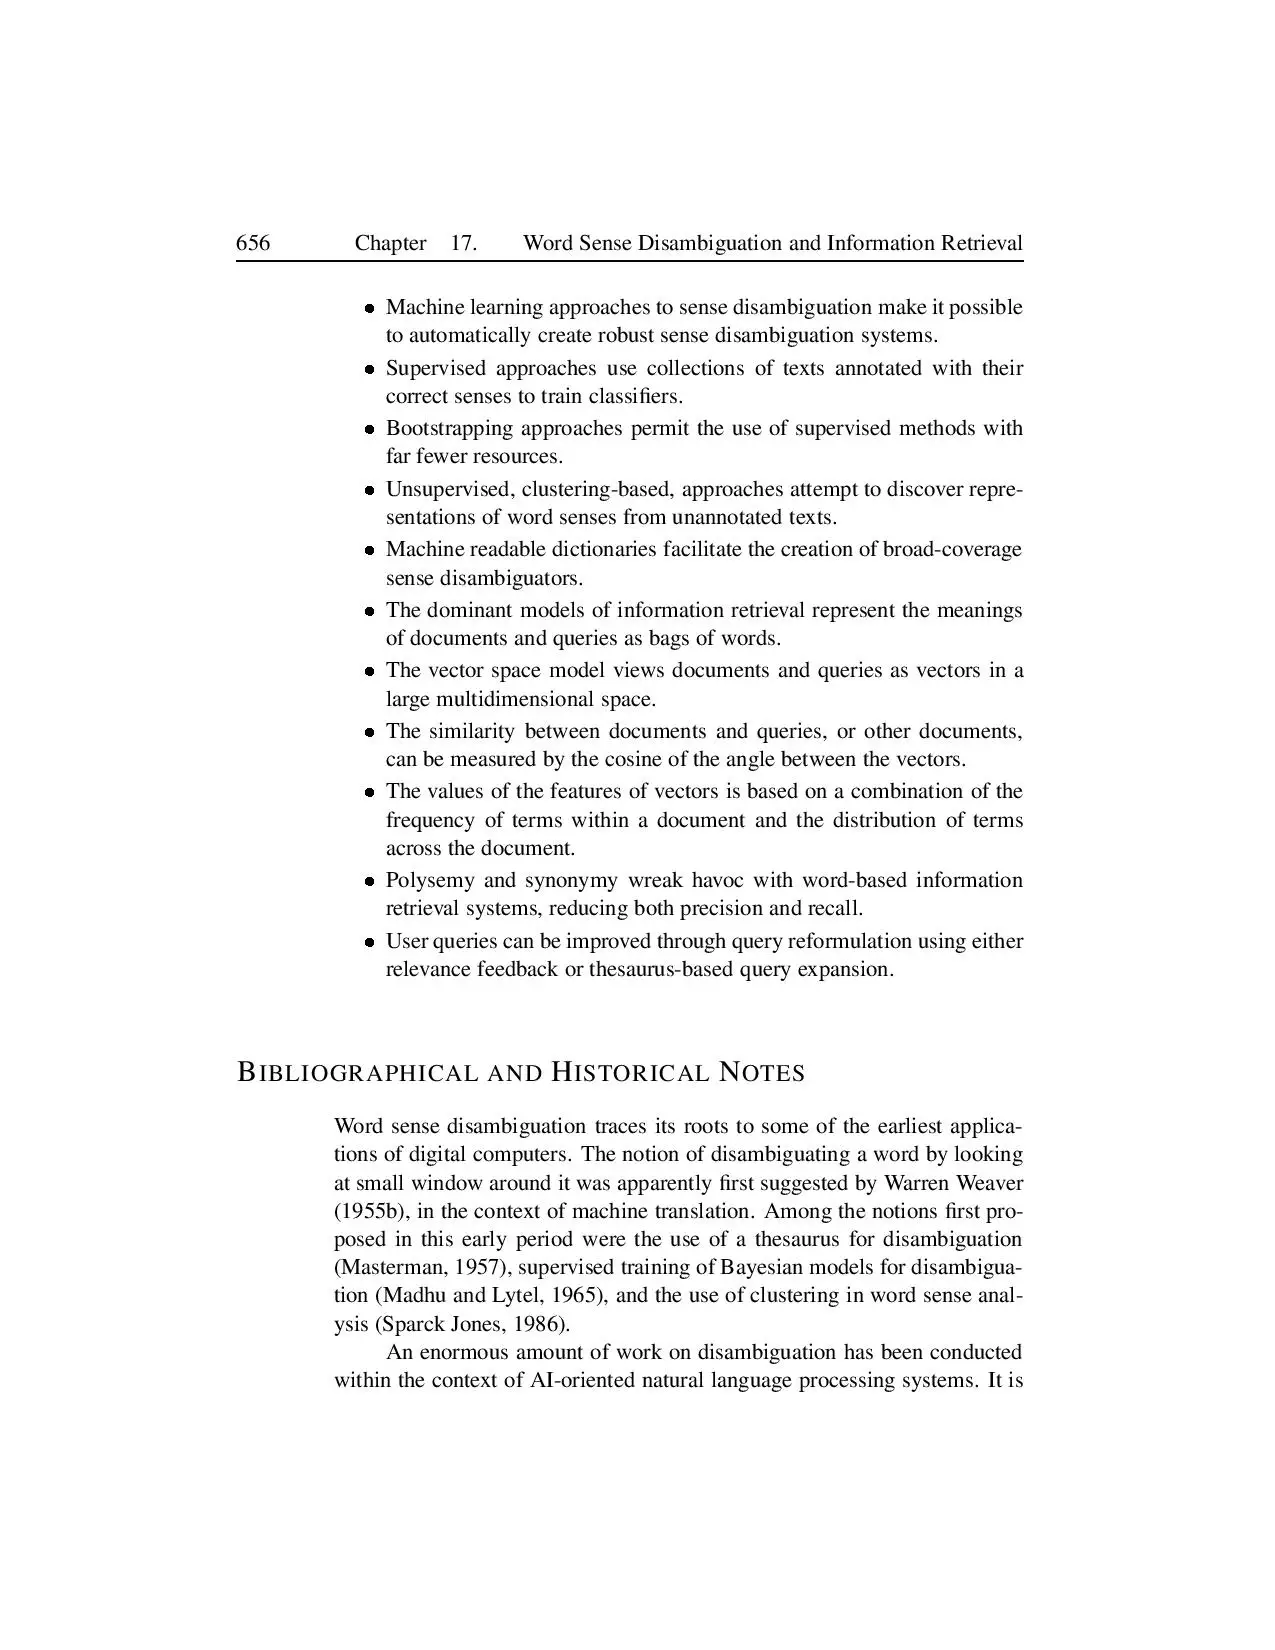 656 Chapter 17. Word Sense Disambiguation and Information Retrieval
• Machine learning approaches to sense disambiguation make it possible
to automatically create robust sense disambiguation systems.
• Supervised approaches use collections of texts annotated with their
correct senses to train classifiers.
• Bootstrapping approaches permit the use of supervised methods with
far fewer resources.
• Unsupervised, clustering-based, approaches attempt to discover repre-
sentations of word senses from unannotated texts.
• Machine readable dictionaries facilitate the creation of broad-coverage
sense disambiguators.
• The dominant models of information retrieval represent the meanings
of documents and queries as bags of words.
• The vector space model views documents and queries as vectors in a
large multidimensional space.
• The similarity between documents and queries, or other documents,
can be measured by the cosine of the angle between the vectors.
• The values of the features of vectors is based on a combination of the
frequency of terms within a document and the distribution of terms
across the document.
• Polysemy and synonymy wreak havoc with word-based information
retrieval systems, reducing both precision and recall.
• User queries can be improved through query reformulation using either
relevance feedback or thesaurus-based query expansion.
BIBLIOGRAPHICAL AND HISTORICAL NOTES
Word sense disambiguation traces its roots to some of the earliest applica-
tions of digital computers. The notion of disambiguating a word by looking
at small window around it was apparently first suggested by Warren Weaver
(1955b), in the context of machine translation. Among the notions first pro-
posed in this early period were the use of a thesaurus for disambiguation
(Masterman, 1957), supervised training of Bayesian models for disambigua-
tion (Madhu and Lytel, 1965), and the use of clustering in word sense anal-
ysis (Sparck Jones, 1986).
An enormous amount of work on disambiguation has been conducted
within the context of AI-oriented natural language processing systems. It is